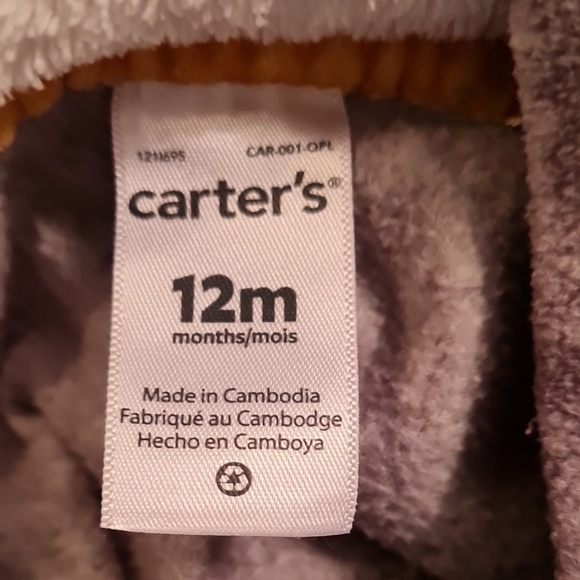 121I695 CAR-001-OPL
carter's®
12m
months/mois
Made in Cambodia
Fabriqué au Cambodge
Hecho en Camboya